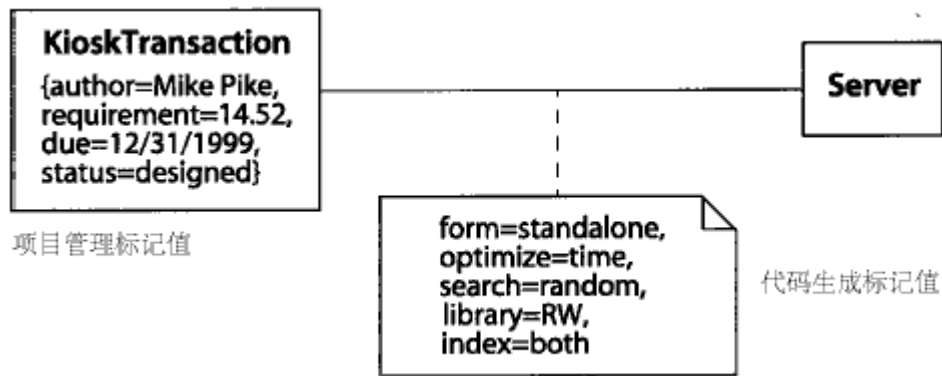 KioskTransaction
{author=Mike Pike,
requirement=14.52,
due=12/31/1999,
status=designed}
Server
项目管理标记值
form=standalone,
optimize=time,
search=random,
library=RW,
index=both
代码生成标记值